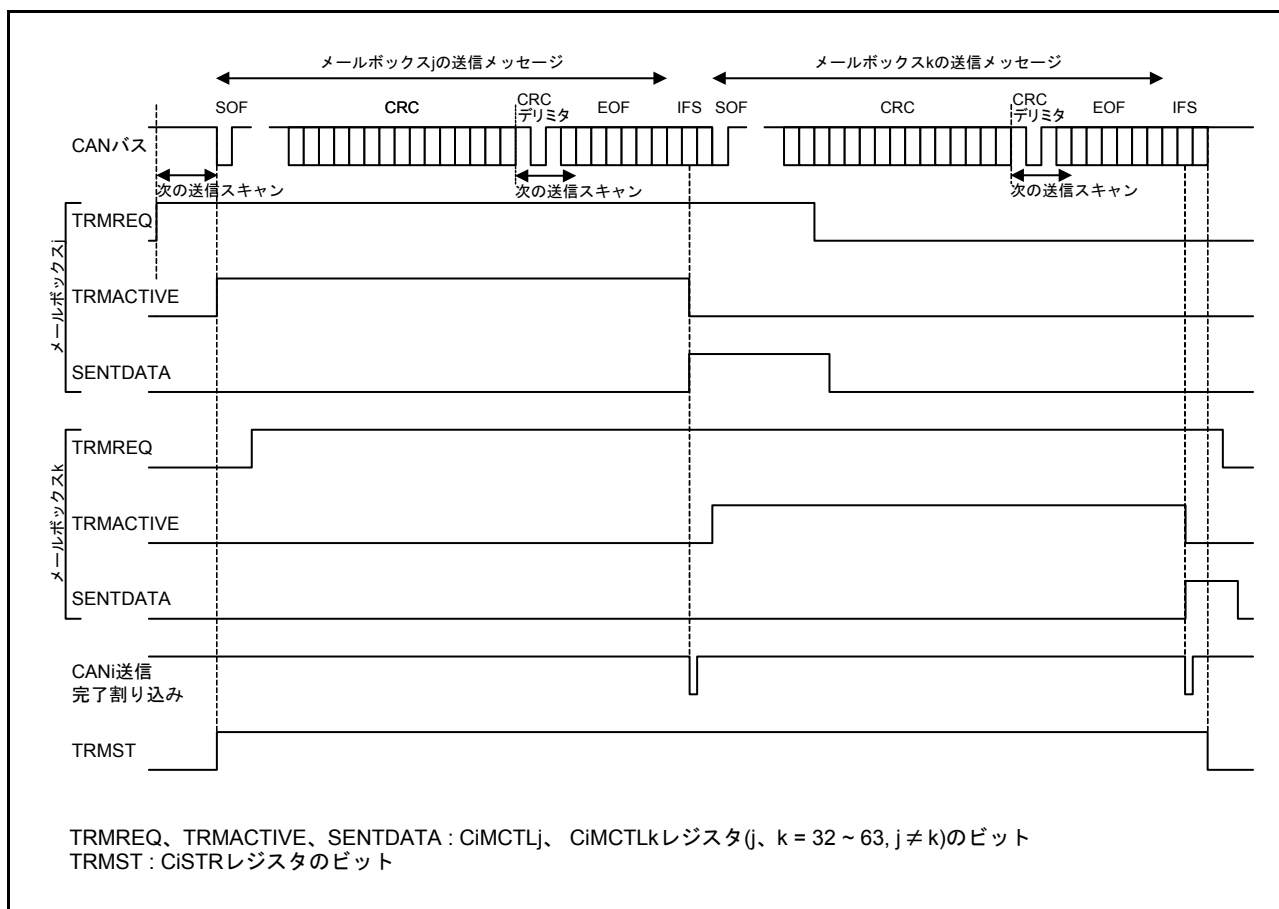 メールボックスjの送信メッセージ
メールボックスkの送信メッセージ
SOF
CRC
CRC
デリミタ
EOF
IFS
SOF
CRC
CRC
デリミタ
EOF
IFS
CANバス
次の送信スキャン
次の送信スキャン
次の送信スキャン
メールボックスj
TRMREQ
TRMACTIVE
SENTDATA
メールボックスk
TRMREQ
TRMACTIVE
SENTDATA
CANi送信
完了割り込み
TRMST
TRMREQ、TRMACTIVE、SENTDATA : CiMCTLj、 CiMCTLkレジスタ(j、k = 32 ~ 63, j ≠ k)のビット
TRMST : CiSTRレジスタのビット